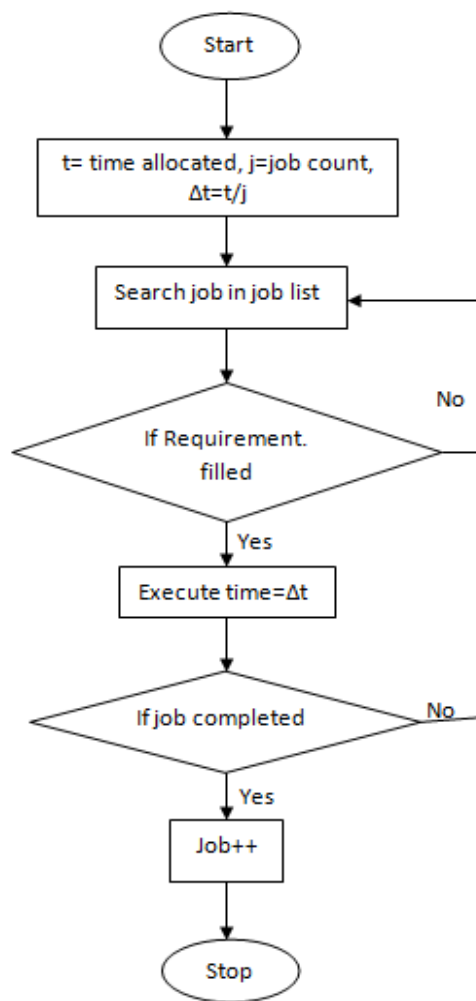 Start
t= time allocated, j=job count,
Δt=t/j
Search job in job list
No
If Requirement.
filled
Yes
Execute time=Δt
If job completed
No
Yes
Job++
Stop